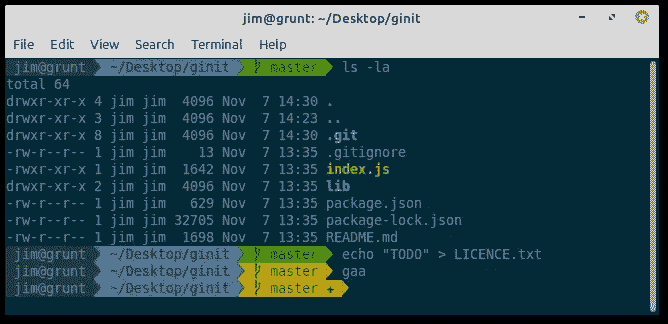 jim@grunt: ~/Desktop/ginit
File Edit View Search Terminal Help
jim@grunt ~/Desktop/ginit master ls -la
total 64
drwxr-xr-x 4 jim jim 4096 Nov 7 14:30 .
drwxr-xr-x 3 jim jim 4096 Nov 7 14:23 ..
drwxr-xr-x 8 jim jim 4096 Nov 7 14:30 .git
-rw-r--r-- 1 jim jim 13 Nov 7 13:35 .gitignore
-rwxr-xr-x 1 jim jim 1642 Nov 7 13:35 index.js
drwxr-xr-x 2 jim jim 4096 Nov 7 13:35 lib
-rw-r--r-- 1 jim jim 629 Nov 7 13:35 package.json
-rw-r--r-- 1 jim jim 32705 Nov 7 13:35 package-lock.json
-rw-r--r-- 1 jim jim 1698 Nov 7 13:35 README.md
jim@grunt ~/Desktop/ginit master echo "TODO" > LICENCE.txt
jim@grunt ~/Desktop/ginit master gaa
jim@grunt ~/Desktop/ginit master +